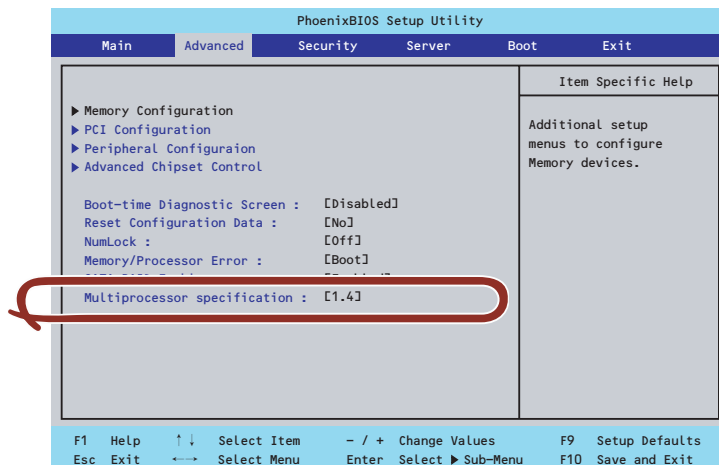 PhoenixBIOS Setup Utility
Main Advanced Security Server Boot Exit
Item Specific Help
▶ Memory Configuration
▶ PCI Configuration
▶ Peripheral Configuraion
▶ Advanced Chipset Control
Additional setup
menus to configure
Memory devices.
Boot-time Diagnostic Screen : [Disabled]
Reset Configuration Data : [No]
NumLock : [Off]
Memory/Processor Error : [Boot]
Multiprocessor specification : [1.4]
F1 Help ↑↓ Select Item - / + Change Values F9 Setup Defaults
Esc Exit ←→ Select Menu Enter Select ▶ Sub-Menu F10 Save and Exit